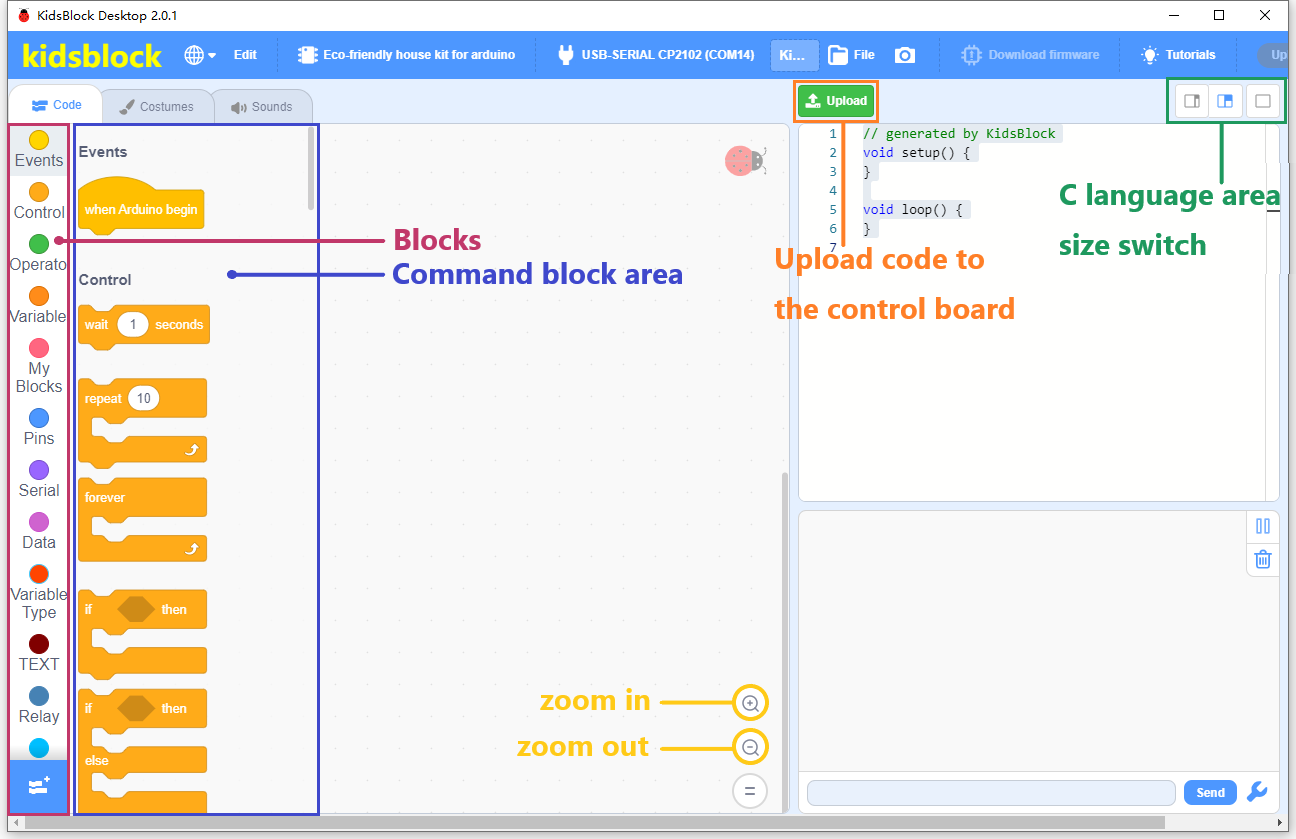 KidsBlock Desktop 2.0.1
kidsblock
Edit
Eco-friendly house kit for arduino
USB-SERIAL CP2102 (COM14)
Ki...
File
Download firmware
Tutorials
Up
Code
Costumes
Sounds
Upload
Events
Control
Operato
Variable
My
Blocks
Pins
Serial
Data
Variable
Type
TEXT
Relay
Events
when Arduino begin
Control
wait 1 seconds
repeat 10
forever
if then
if then
else
Blocks
Command block area
zoom in
zoom out
1 // generated by KidsBlock
2 void setup() {
3 }
4
5 void loop() {
6 }
7
Upload code to
the control board
C language area
size switch
Send